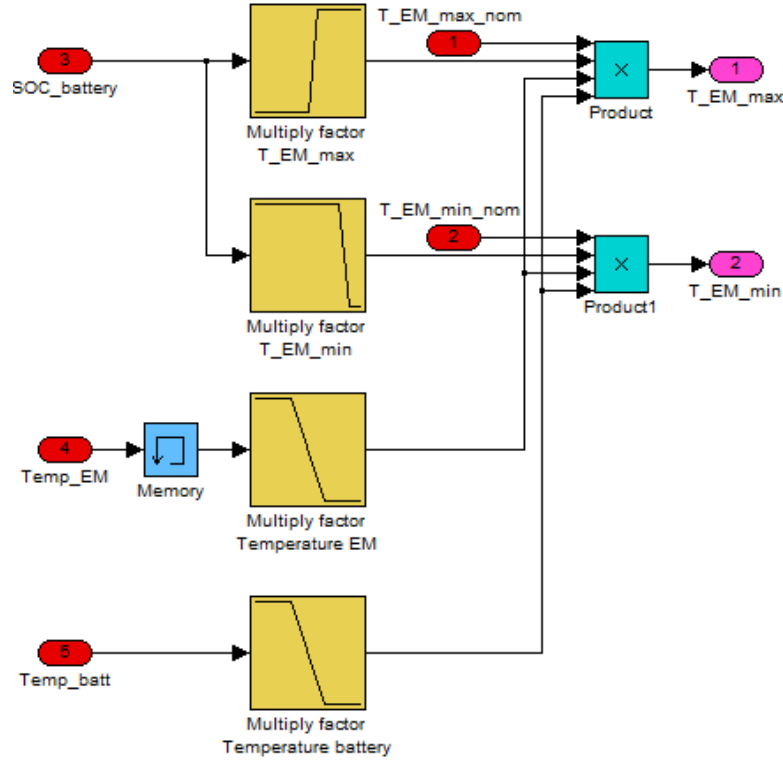 T_EM_max_nom
3
1
×
1
SOC_battery
T_EM_max
Product
Multiply factor
T_EM_max
T_EM_min_nom
2
×
2
T_EM_min
Product1
Multiply factor
T_EM_min
4
Temp_EM
Memory
Multiply factor
Temperature EM
5
Temp_batt
Multiply factor
Temperature battery